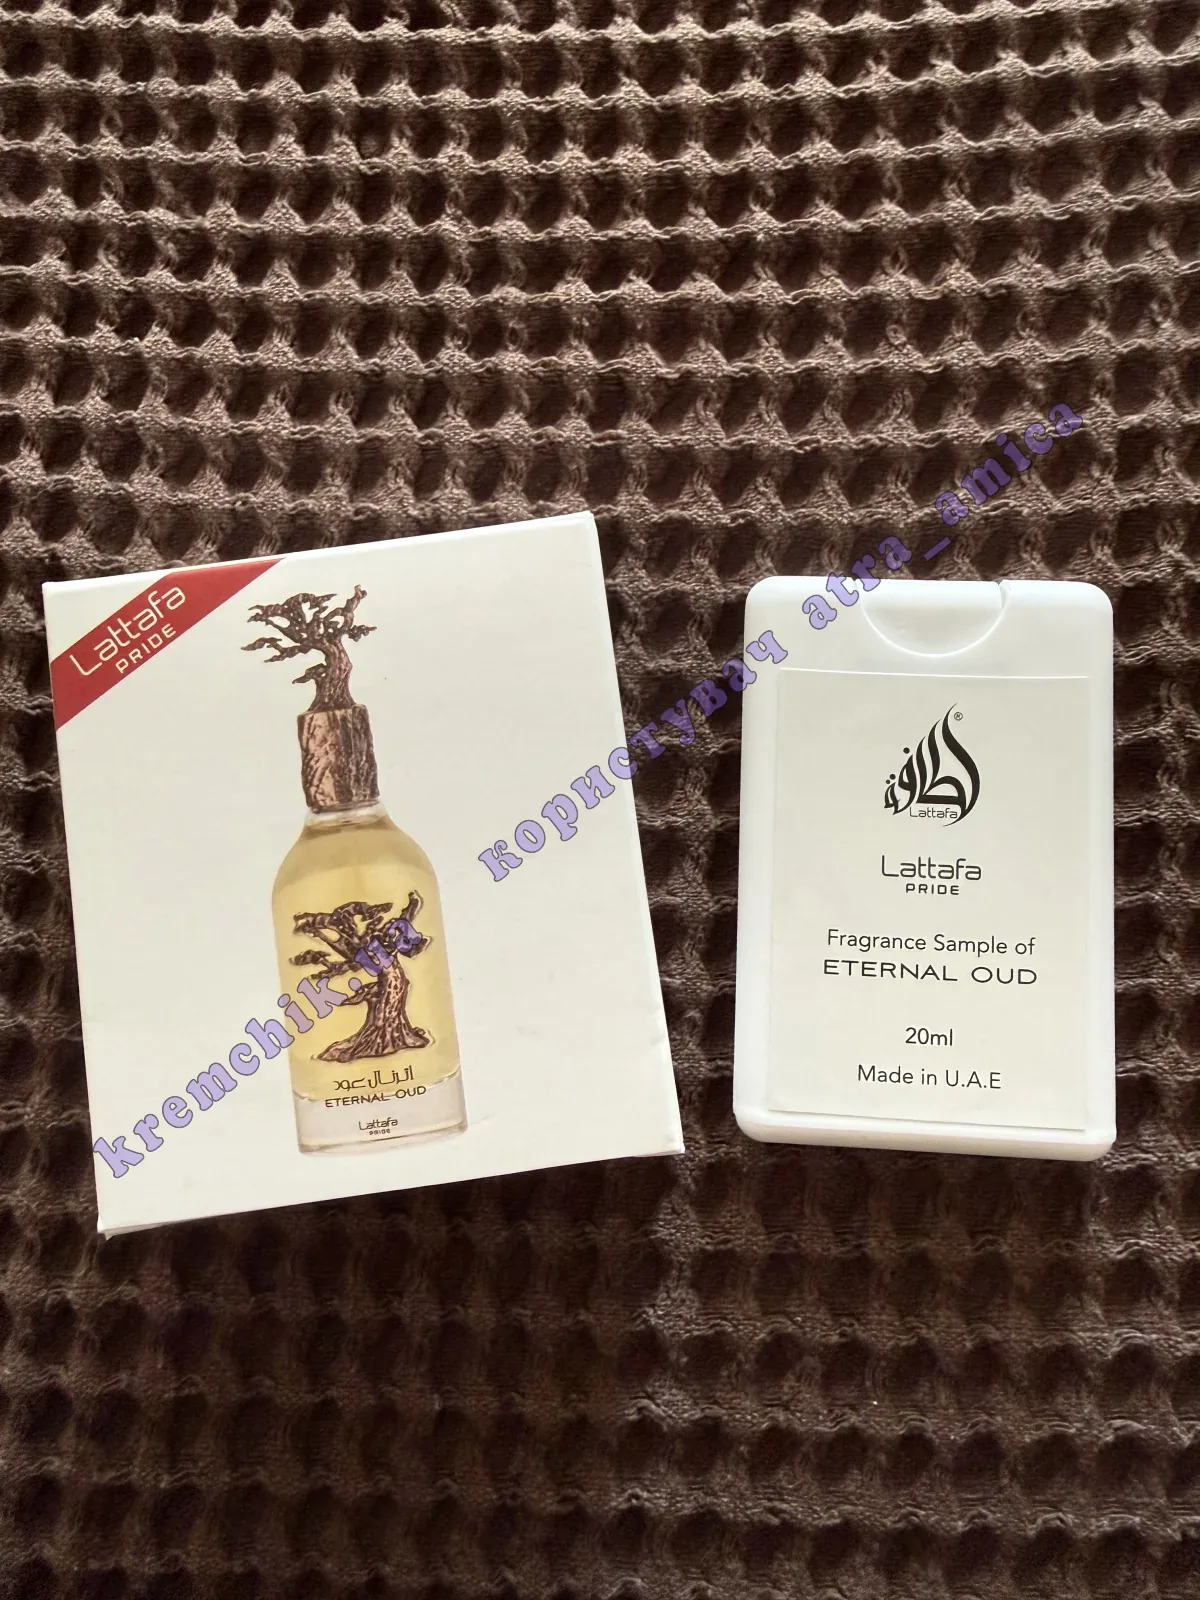 Lattafa
PRIDE
اترنال عود
ETERNAL OUD
Lattafa
PRIDE
لطافة
®
Lattafa
Lattafa
PRIDE
Fragrance Sample of
ETERNAL OUD
20ml
Made in U.A.E
kremchik.ua
користувач atra_amica